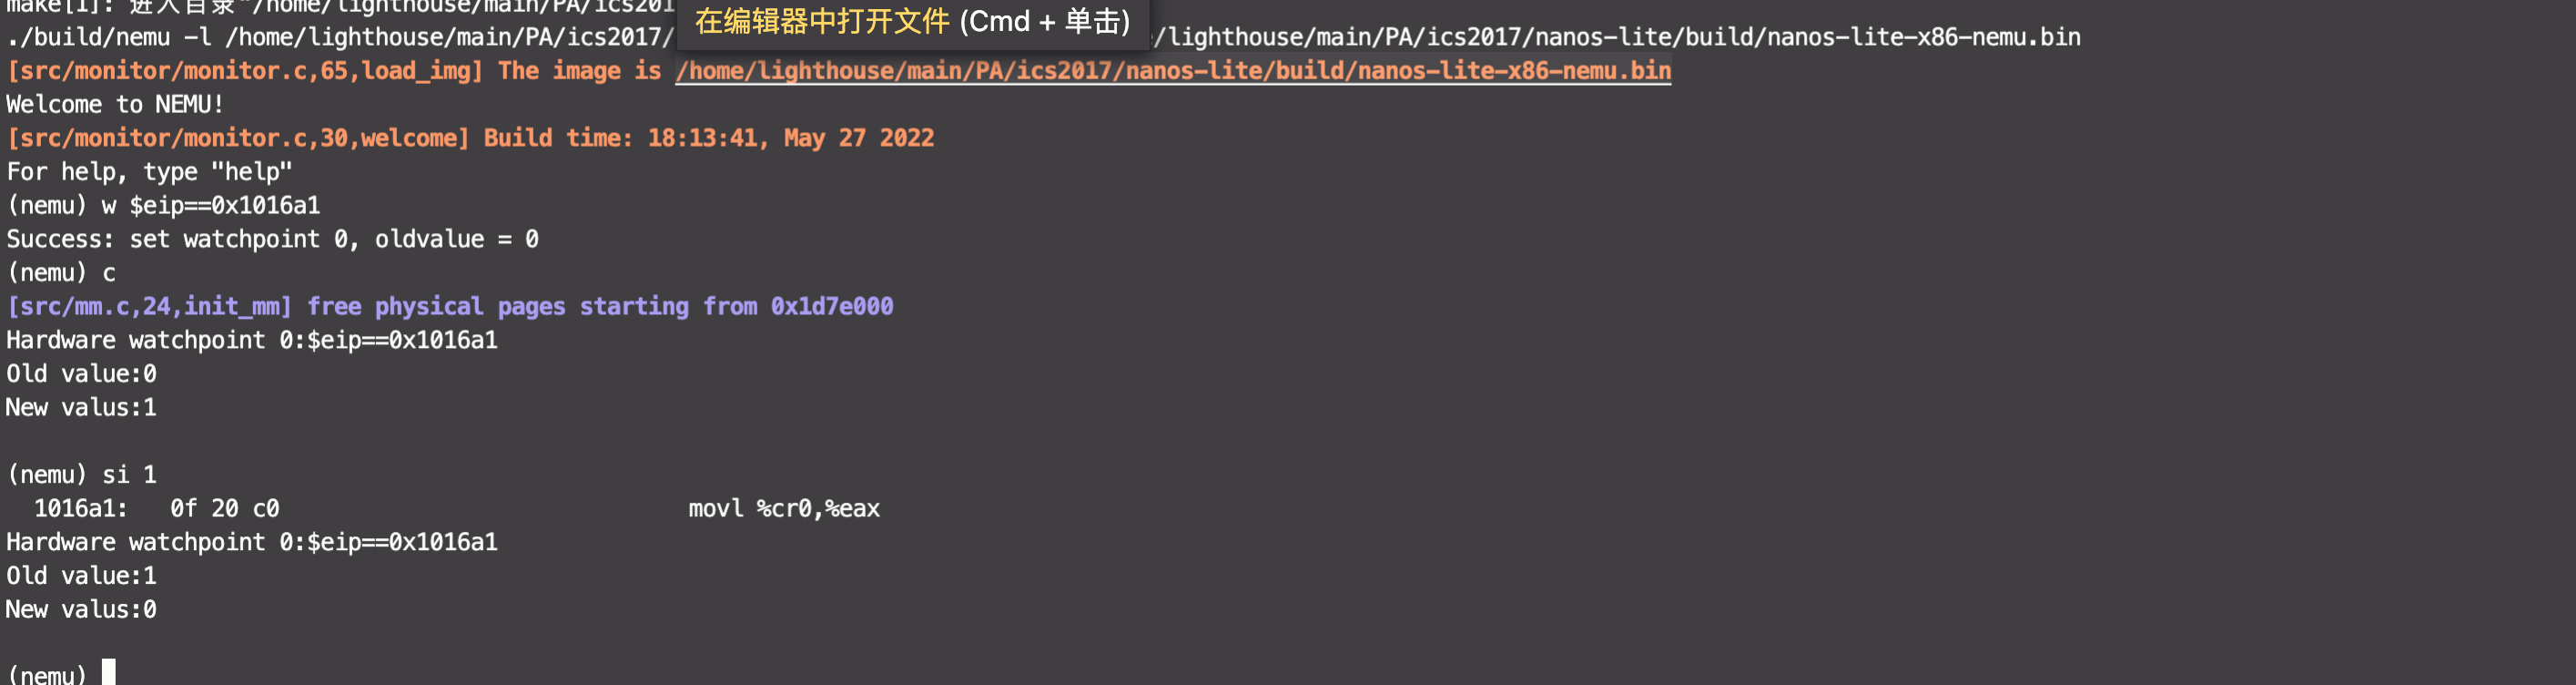 make[1]: 进入目录"/home/lighthouse/main/PA/ics201
在编辑器中打开文件 (Cmd + 单击)
./build/nemu -l /home/lighthouse/main/PA/ics2017/ /lighthouse/main/PA/ics2017/nanos-lite/build/nanos-lite-x86-nemu.bin
[src/monitor/monitor.c,65,load_img] The image is /home/lighthouse/main/PA/ics2017/nanos-lite/build/nanos-lite-x86-nemu.bin
Welcome to NEMU!
[src/monitor/monitor.c,30,welcome] Build time: 18:13:41, May 27 2022
For help, type "help"
(nemu) w $eip==0x1016a1
Success: set watchpoint 0, oldvalue = 0
(nemu) c
[src/mm.c,24,init_mm] free physical pages starting from 0x1d7e000
Hardware watchpoint 0:$eip==0x1016a1
Old value:0
New valus:1
(nemu) si 1
1016a1: 0f 20 c0 movl %cr0,%eax
Hardware watchpoint 0:$eip==0x1016a1
Old value:1
New valus:0
(nemu)